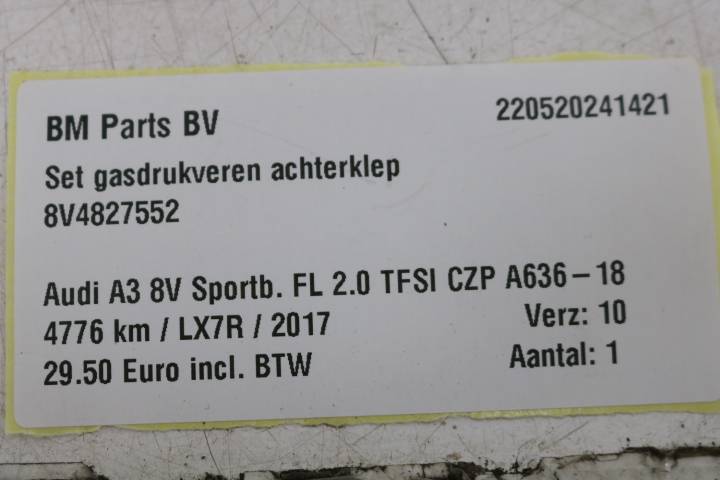 BM Parts BV 220520241421
Set gasdrukveren achterklep
8V4827552
Audi A3 8V Sportb. FL 2.0 TFSI CZP A636-18
4776 km / LX7R / 2017 Verz: 10
29.50 Euro incl. BTW Aantal: 1